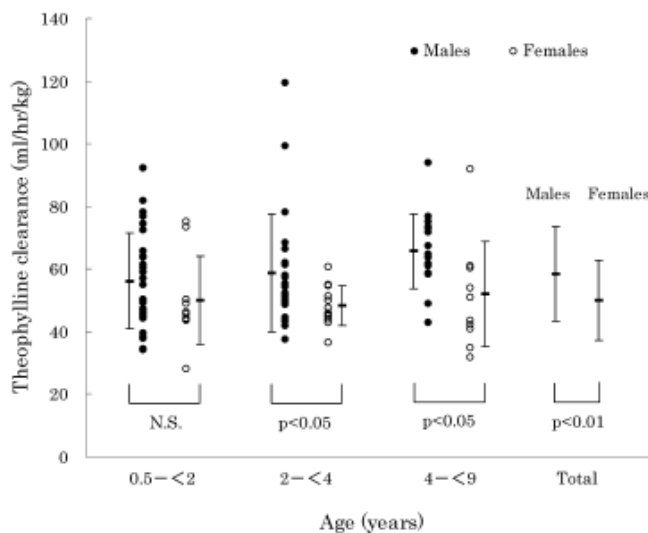 140
120
100
80
60
40
20
0
Theophylline clearance (ml/hr/kg)
Males Females
Males Females
N.S. p<0.05 p<0.05 p<0.01
0.5－<2 2－<4 4－<9 Total
Age (years)